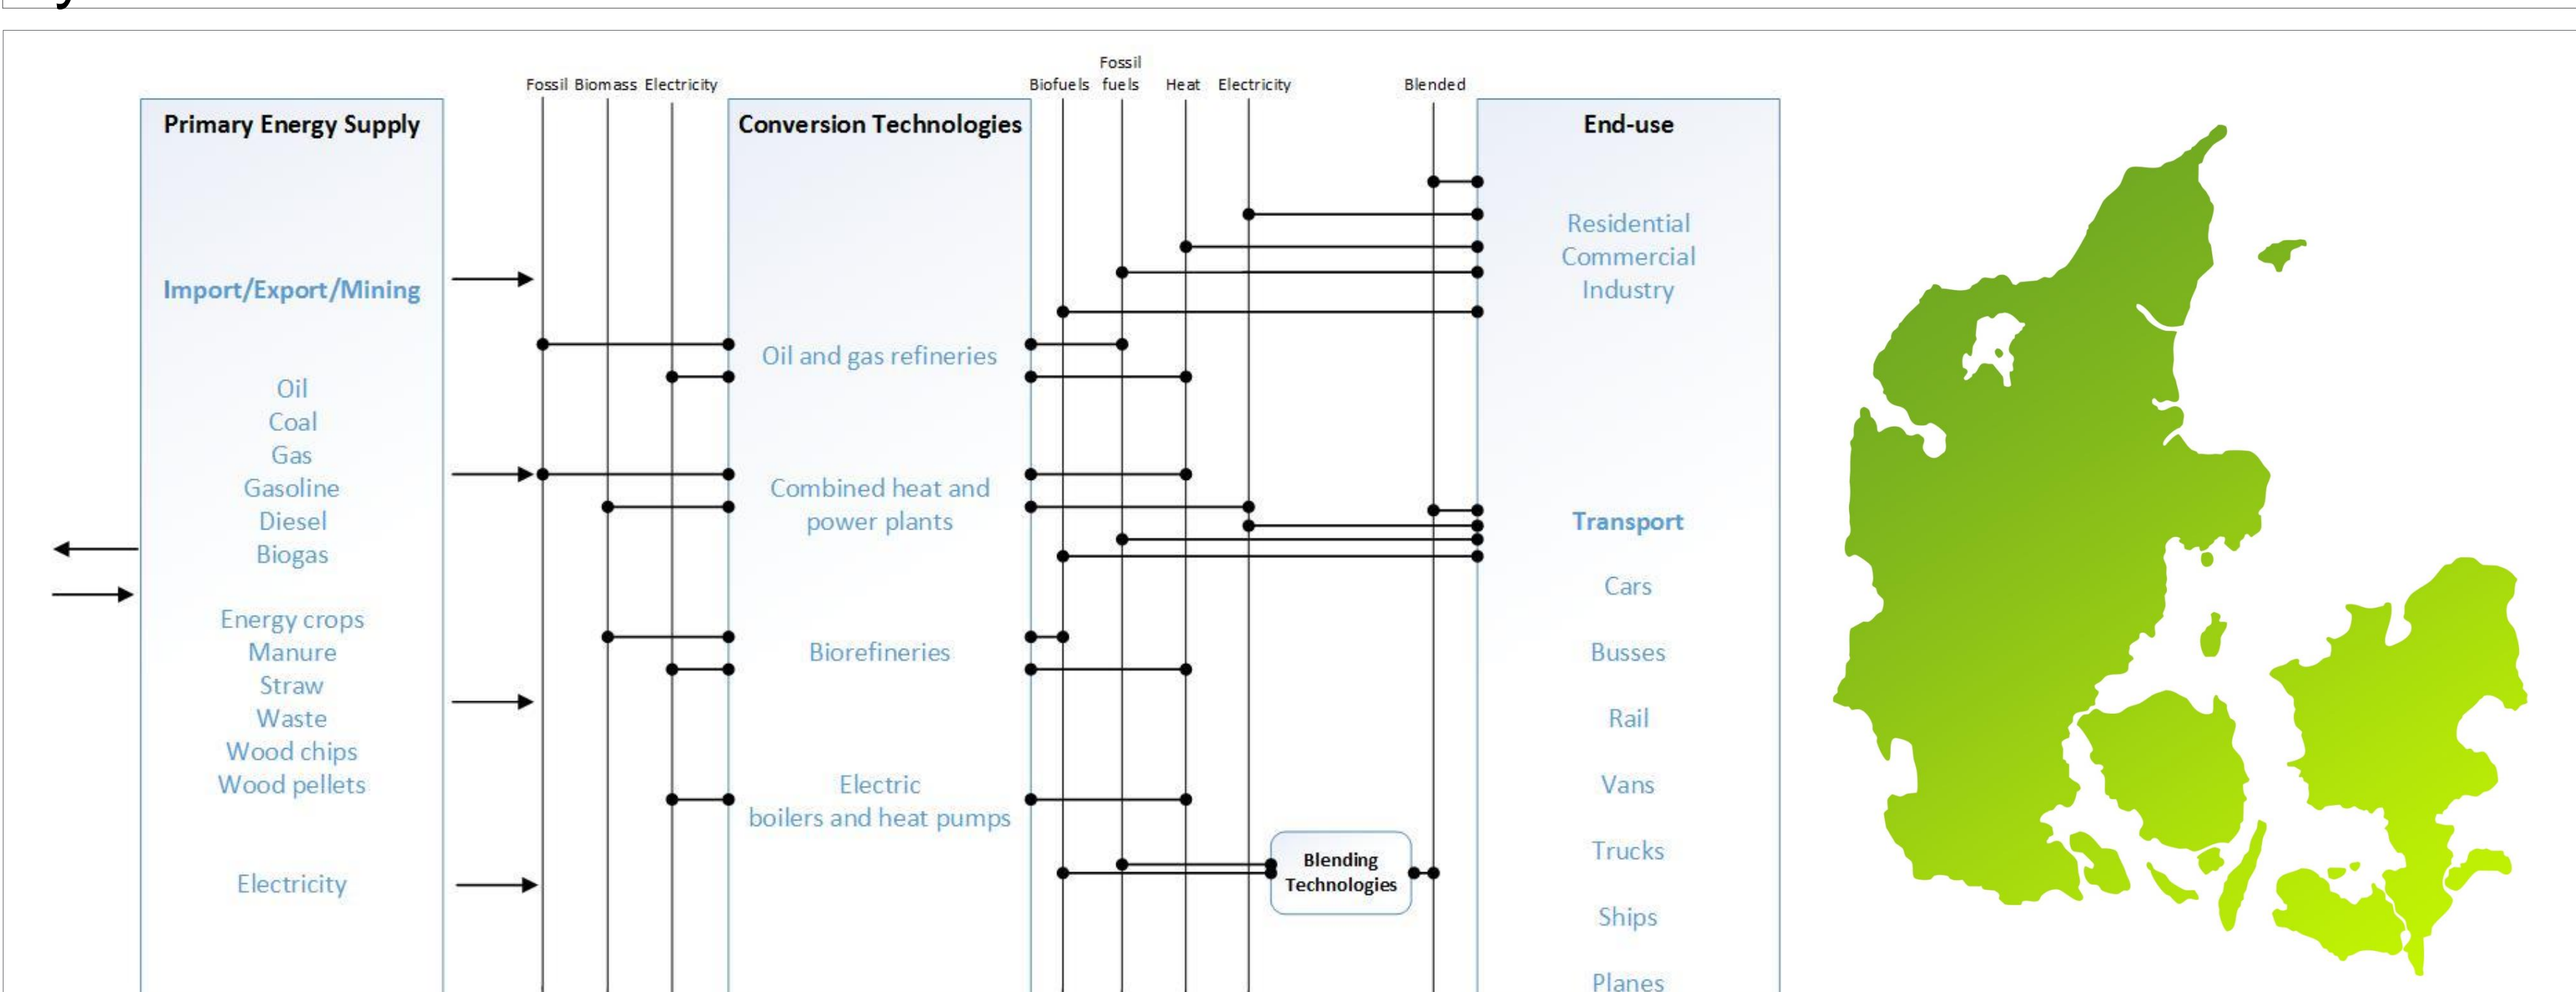 Fossil Biomass Electricity
Biofuels
Fossil
fuels
Heat
Electricity
Blended
Primary Energy Supply
Import/Export/Mining
Oil
Coal
Gas
Gasoline
Diesel
Biogas
Energy crops
Manure
Straw
Waste
Wood chips
Wood pellets
Electricity
Conversion Technologies
Oil and gas refineries
Combined heat and
power plants
Biorefineries
Electric
boilers and heat pumps
Blending
Technologies
End-use
Residential
Commercial
Industry
Transport
Cars
Busses
Rail
Vans
Trucks
Ships
Planes